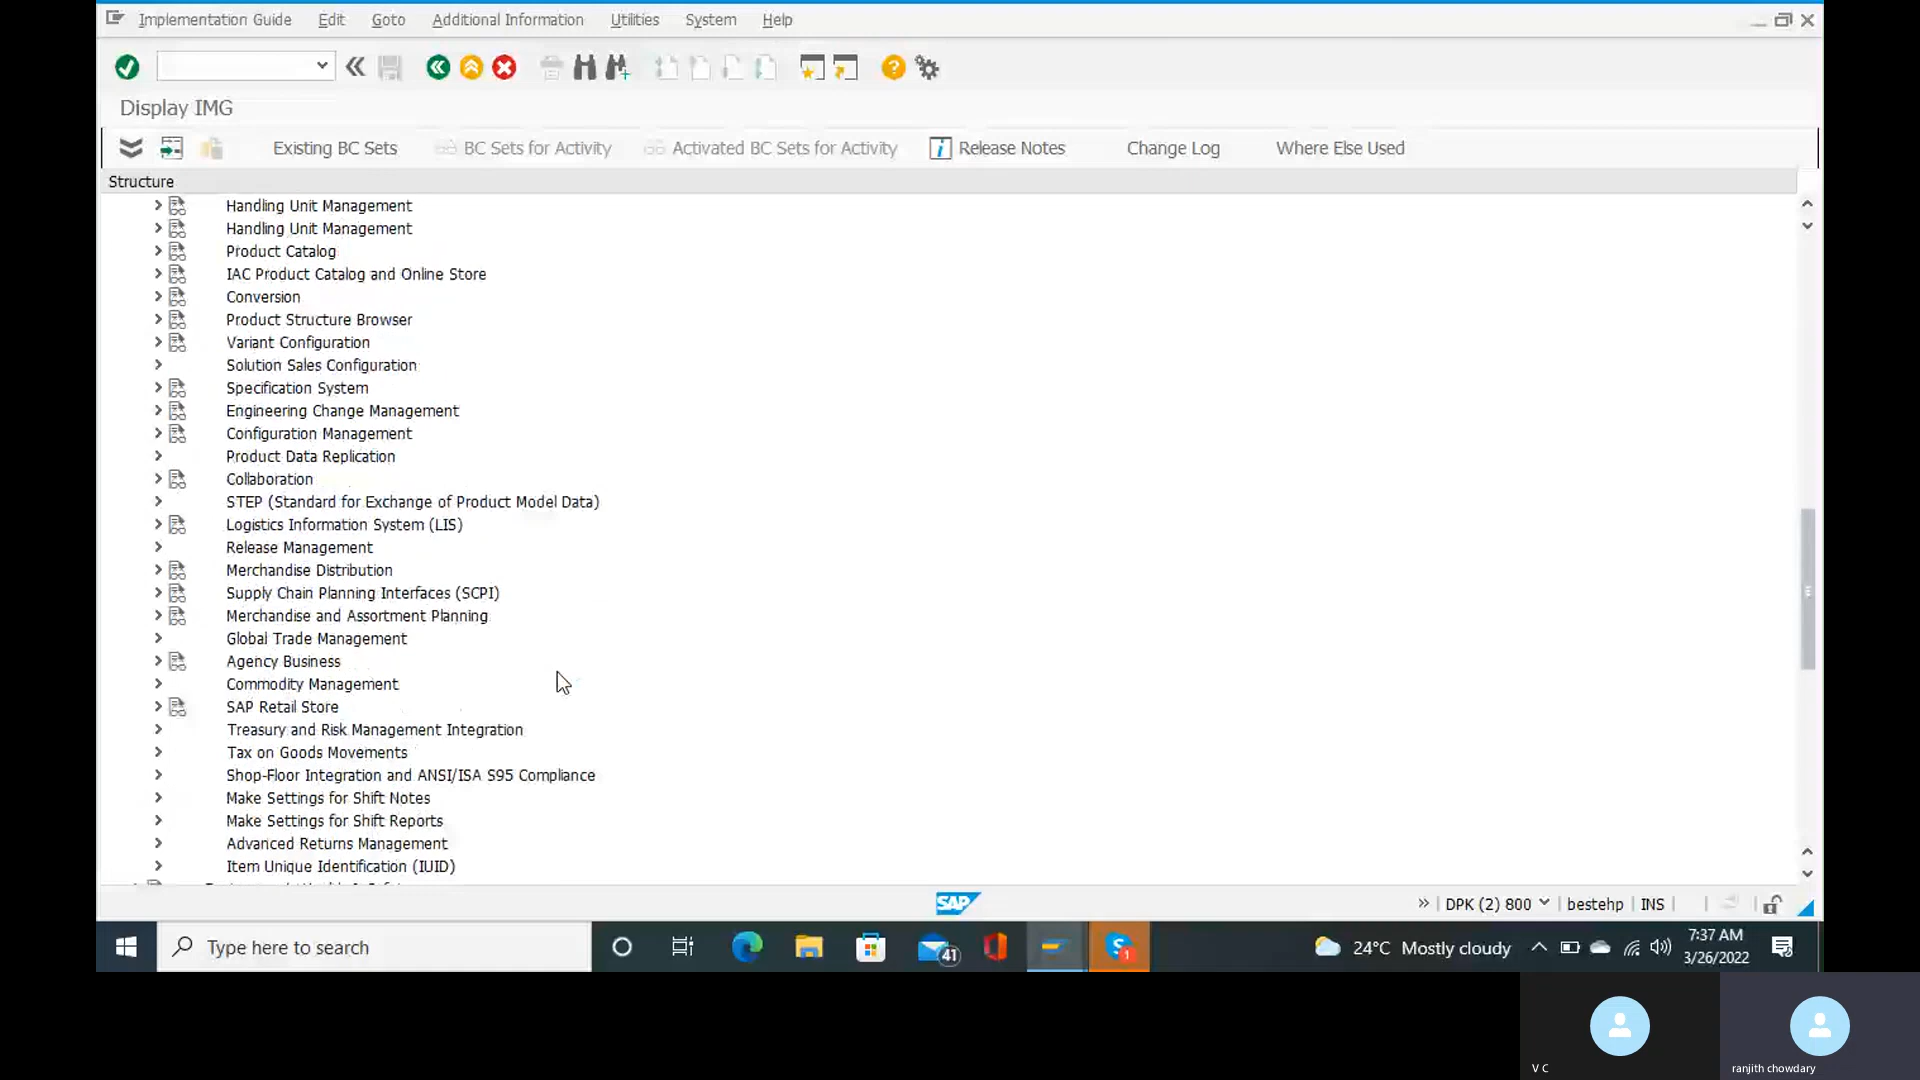 Implementation Guide Edit Goto Additional Information Utilities System Help
Display IMG
Existing BC Sets BC Sets for Activity Activated BC Sets for Activity i Release Notes Change Log Where Else Used
Structure
Handling Unit Management
Handling Unit Management
Product Catalog
IAC Product Catalog and Online Store
Conversion
Product Structure Browser
Variant Configuration
Solution Sales Configuration
Specification System
Engineering Change Management
Configuration Management
Product Data Replication
Collaboration
STEP (Standard for Exchange of Product Model Data)
Logistics Information System (LIS)
Release Management
Merchandise Distribution
Supply Chain Planning Interfaces (SCPI)
Merchandise and Assortment Planning
Global Trade Management
Agency Business
Commodity Management
SAP Retail Store
Treasury and Risk Management Integration
Tax on Goods Movements
Shop-Floor Integration and ANSI/ISA S95 Compliance
Make Settings for Shift Notes
Make Settings for Shift Reports
Advanced Returns Management
Item Unique Identification (IUID)
SAP DPK (2) 800 bestehp INS
Type here to search 41 S 1 24°C Mostly cloudy 7:37 AM
3/26/2022
V C ranjith chowdary